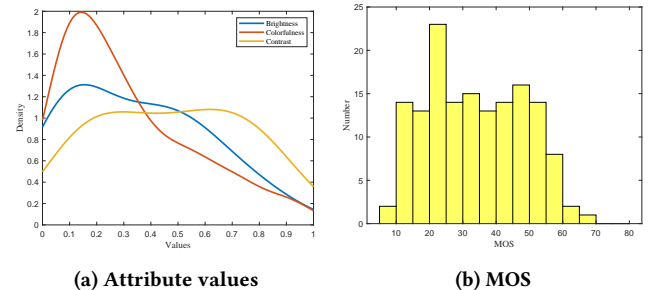 2
1.8
1.6
1.4
1.2
1
0.8
0.6
0.4
0.2
0
Density
Brightness
Colorfulness
Contrast
0 0.1 0.2 0.3 0.4 0.5 0.6 0.7 0.8 0.9 1
Values
(a) Attribute values
25
20
15
10
5
0
Number
10 20 30 40 50 60 70 80
MOS
(b) MOS